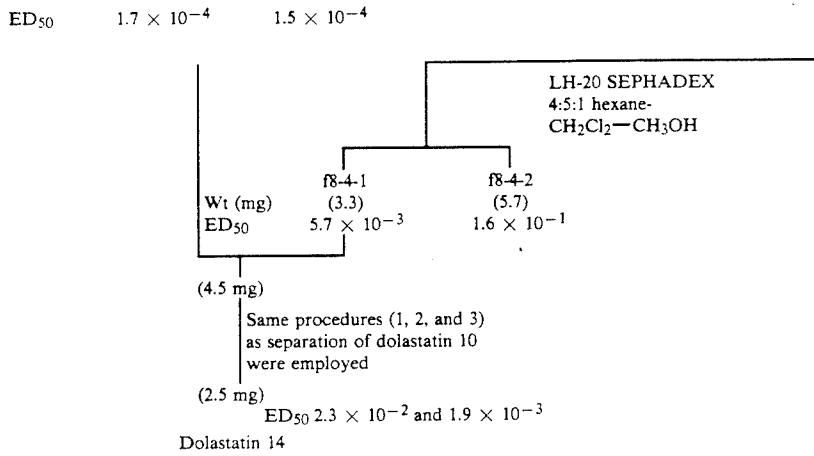 ED50 1.7 × 10−4 1.5 × 10−4
LH-20 SEPHADEX
4:5:1 hexane-
CH2Cl2—CH3OH
f8-4-1 f8-4-2
Wt (mg) (3.3) (5.7)
ED50 5.7 × 10−3 1.6 × 10−1
(4.5 mg)
Same procedures (1, 2, and 3)
as separation of dolastatin 10
were employed
(2.5 mg)
ED50 2.3 × 10−2 and 1.9 × 10−3
Dolastatin 14